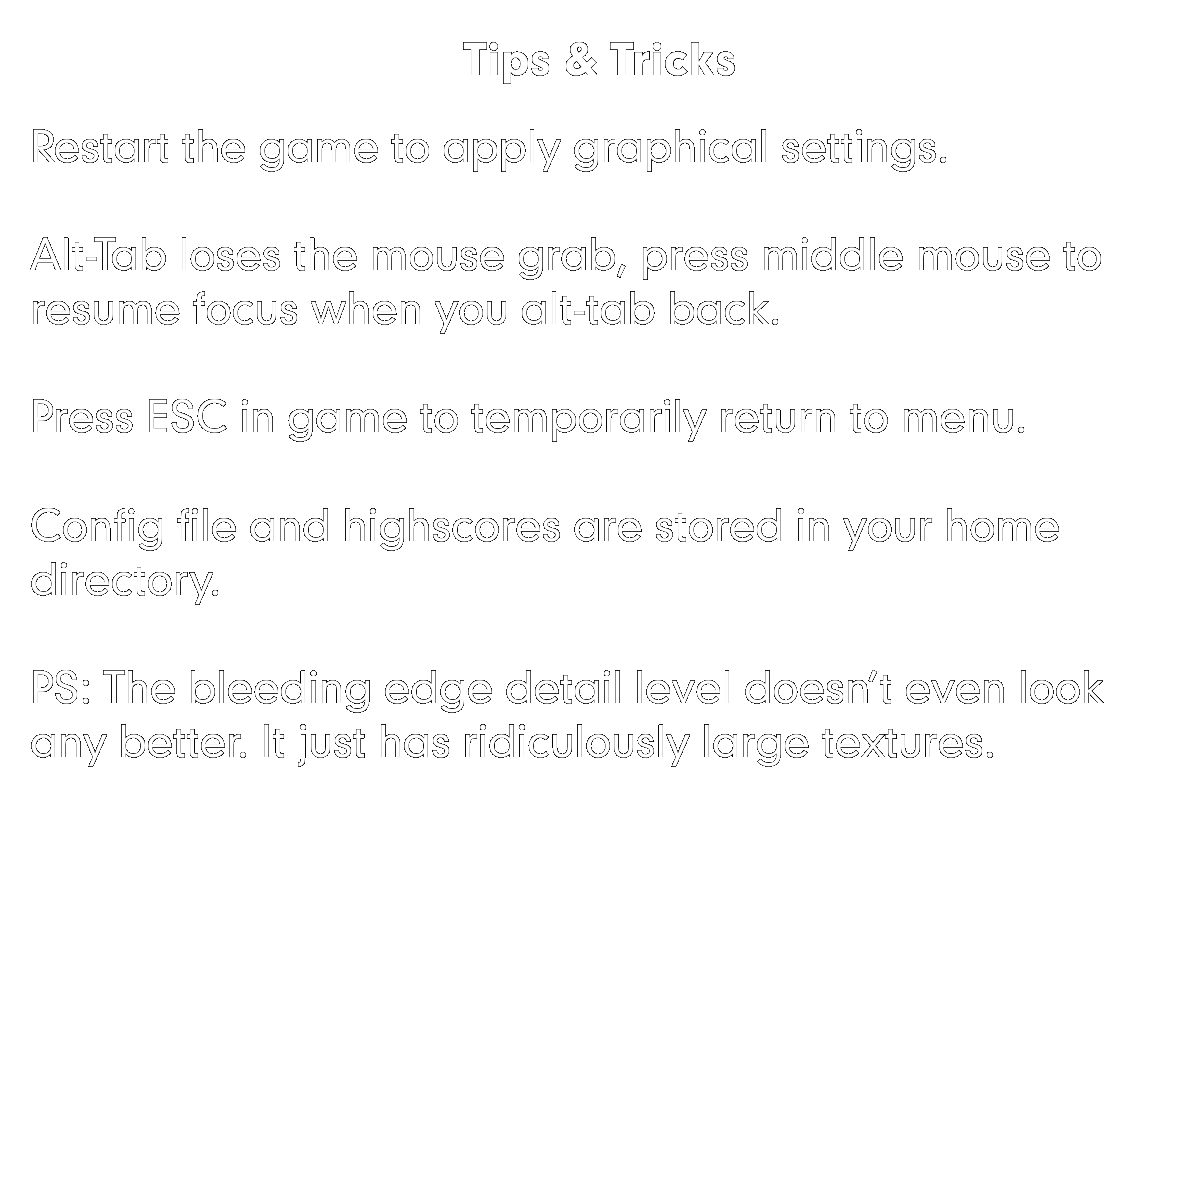 Tips & Tricks
Restart the game to apply graphical settings.
Alt-Tab loses the mouse grab, press middle mouse to
resume focus when you alt-tab back.
Press ESC in game to temporarily return to menu.
Config file and highscores are stored in your home
directory.
PS: The bleeding edge detail level doesn’t even look
any better. It just has ridiculously large textures.